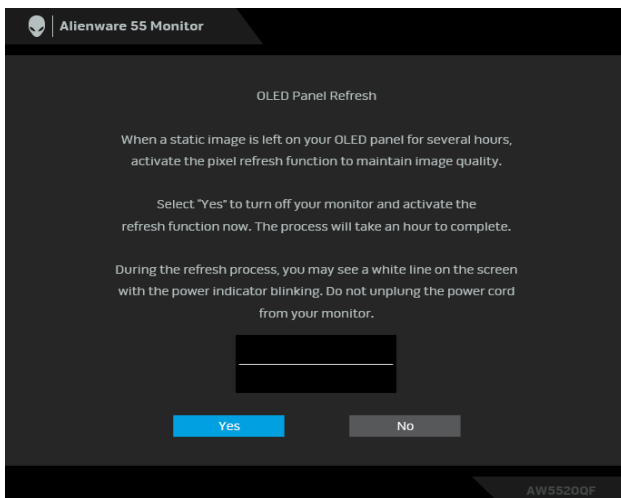 Alienware 55 Monitor
OLED Panel Refresh
When a static image is left on your OLED panel for several hours,
activate the pixel refresh function to maintain image quality.
Select "Yes" to turn off your monitor and activate the
refresh function now. The process will take an hour to complete.
During the refresh process, you may see a white line on the screen
with the power indicator blinking. Do not unplung the power cord
from your monitor.
Yes
No
AW5520QF